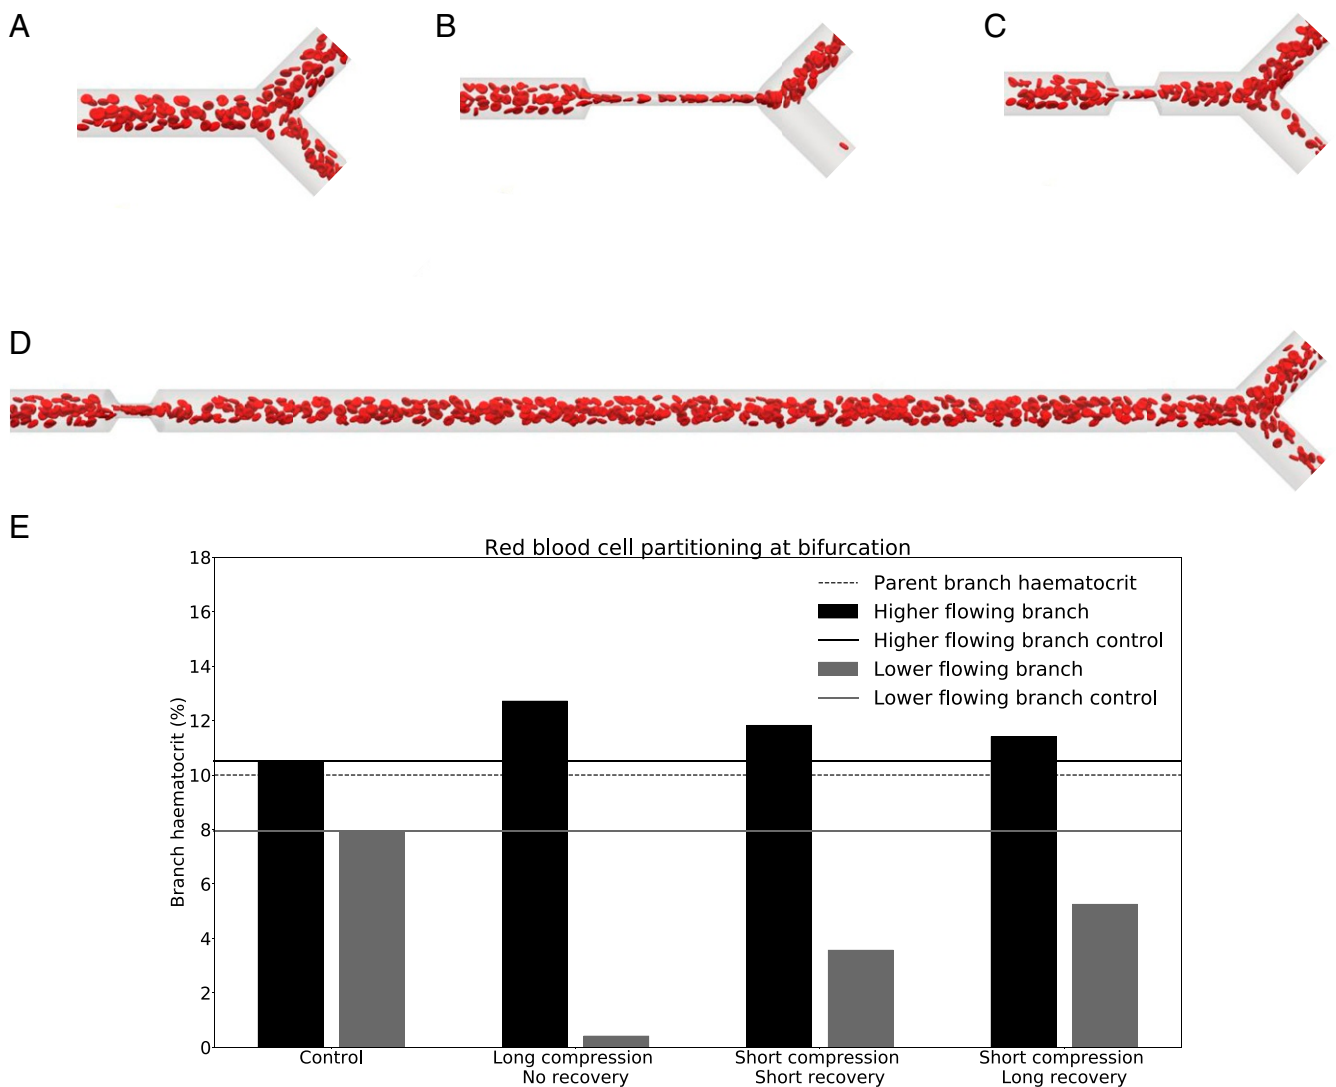 A
B
C
D
E
Red blood cell partitioning at bifurcation
18
16
14
12
10
8
6
4
2
0
Branch haematocrit (%)
Parent branch haematocrit
Higher flowing branch
Higher flowing branch control
Lower flowing branch
Lower flowing branch control
Control
Long compression
No recovery
Short compression
Short recovery
Short compression
Long recovery